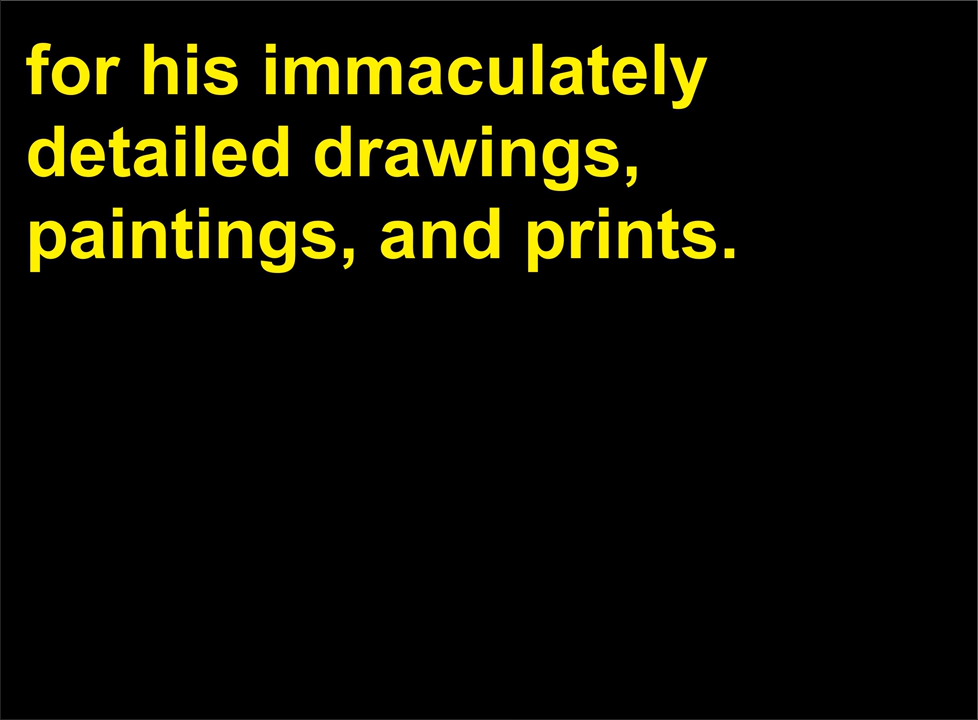 for his immaculately
detailed drawings,
paintings, and prints.